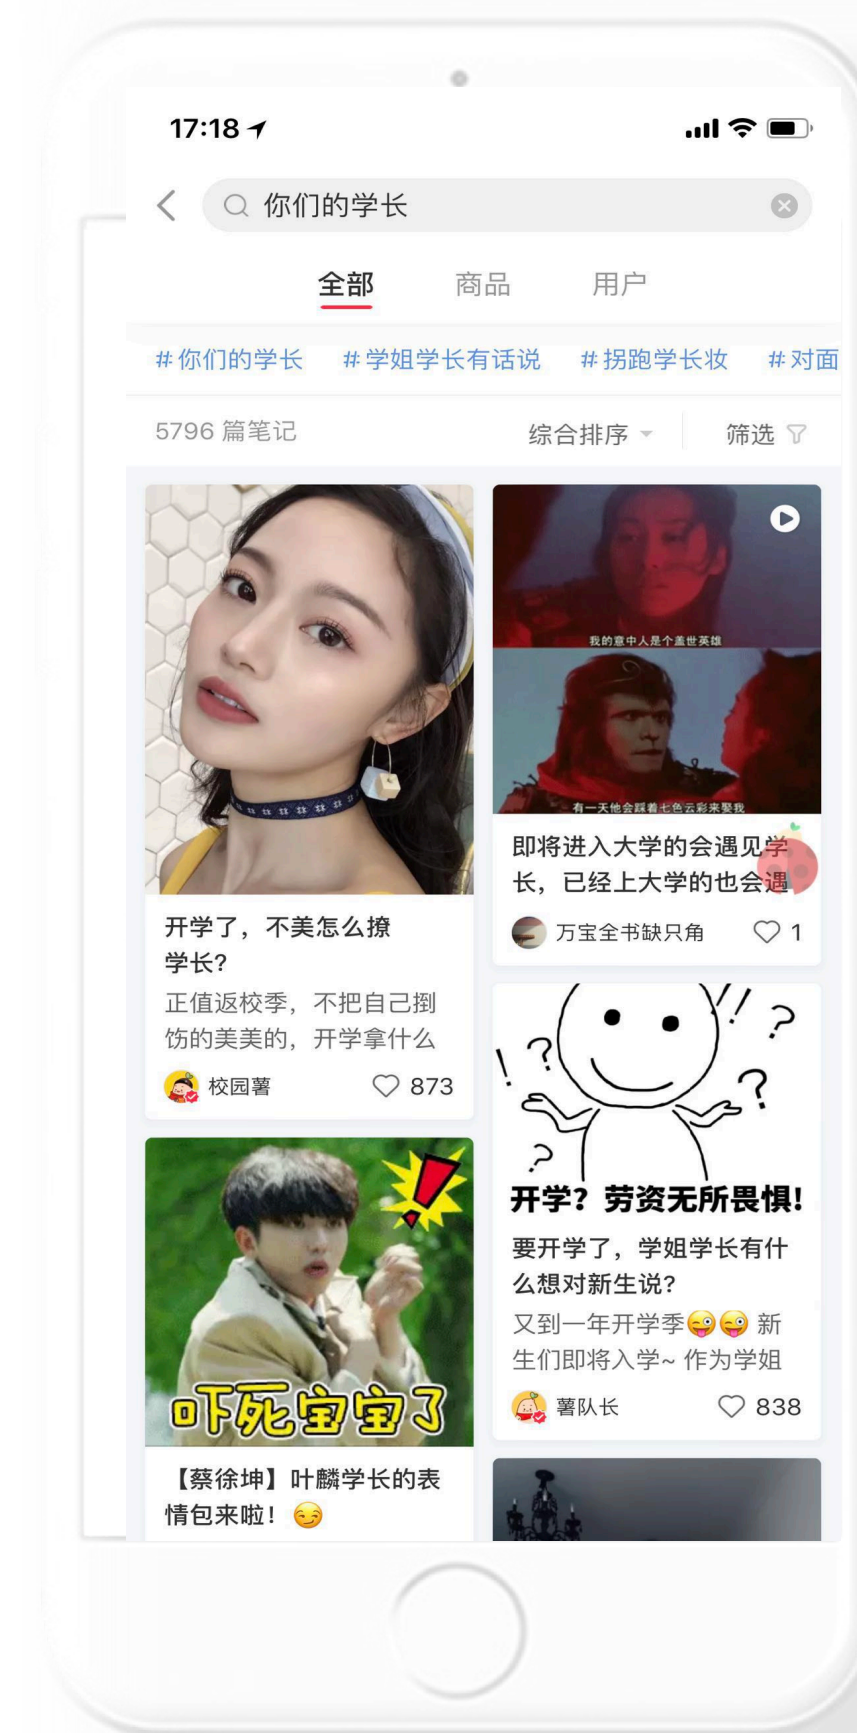 17:18
你们的学长
全部 商品 用户
#你们的学长 #学姐学长有话说 #拐跑学长妆 #对面
5796 篇笔记 综合排序 筛选
开学了，不美怎么撩
学长?
正值返校季，不把自己捯
饬的美美的，开学拿什么
校园薯 873
吓死宝宝了
【蔡徐坤】叶麟学长的表
情包来啦！
我的意中人是个盖世英雄
有一天他会踩着七色云彩来娶我
即将进入大学的会遇见学
长，已经上大学的也会遇
万宝全书缺只角 1
开学？劳资无所畏惧!
要开学了，学姐学长有什
么想对新生说?
又到一年开学季😜😜 新
生们即将入学~ 作为学姐
薯队长 838